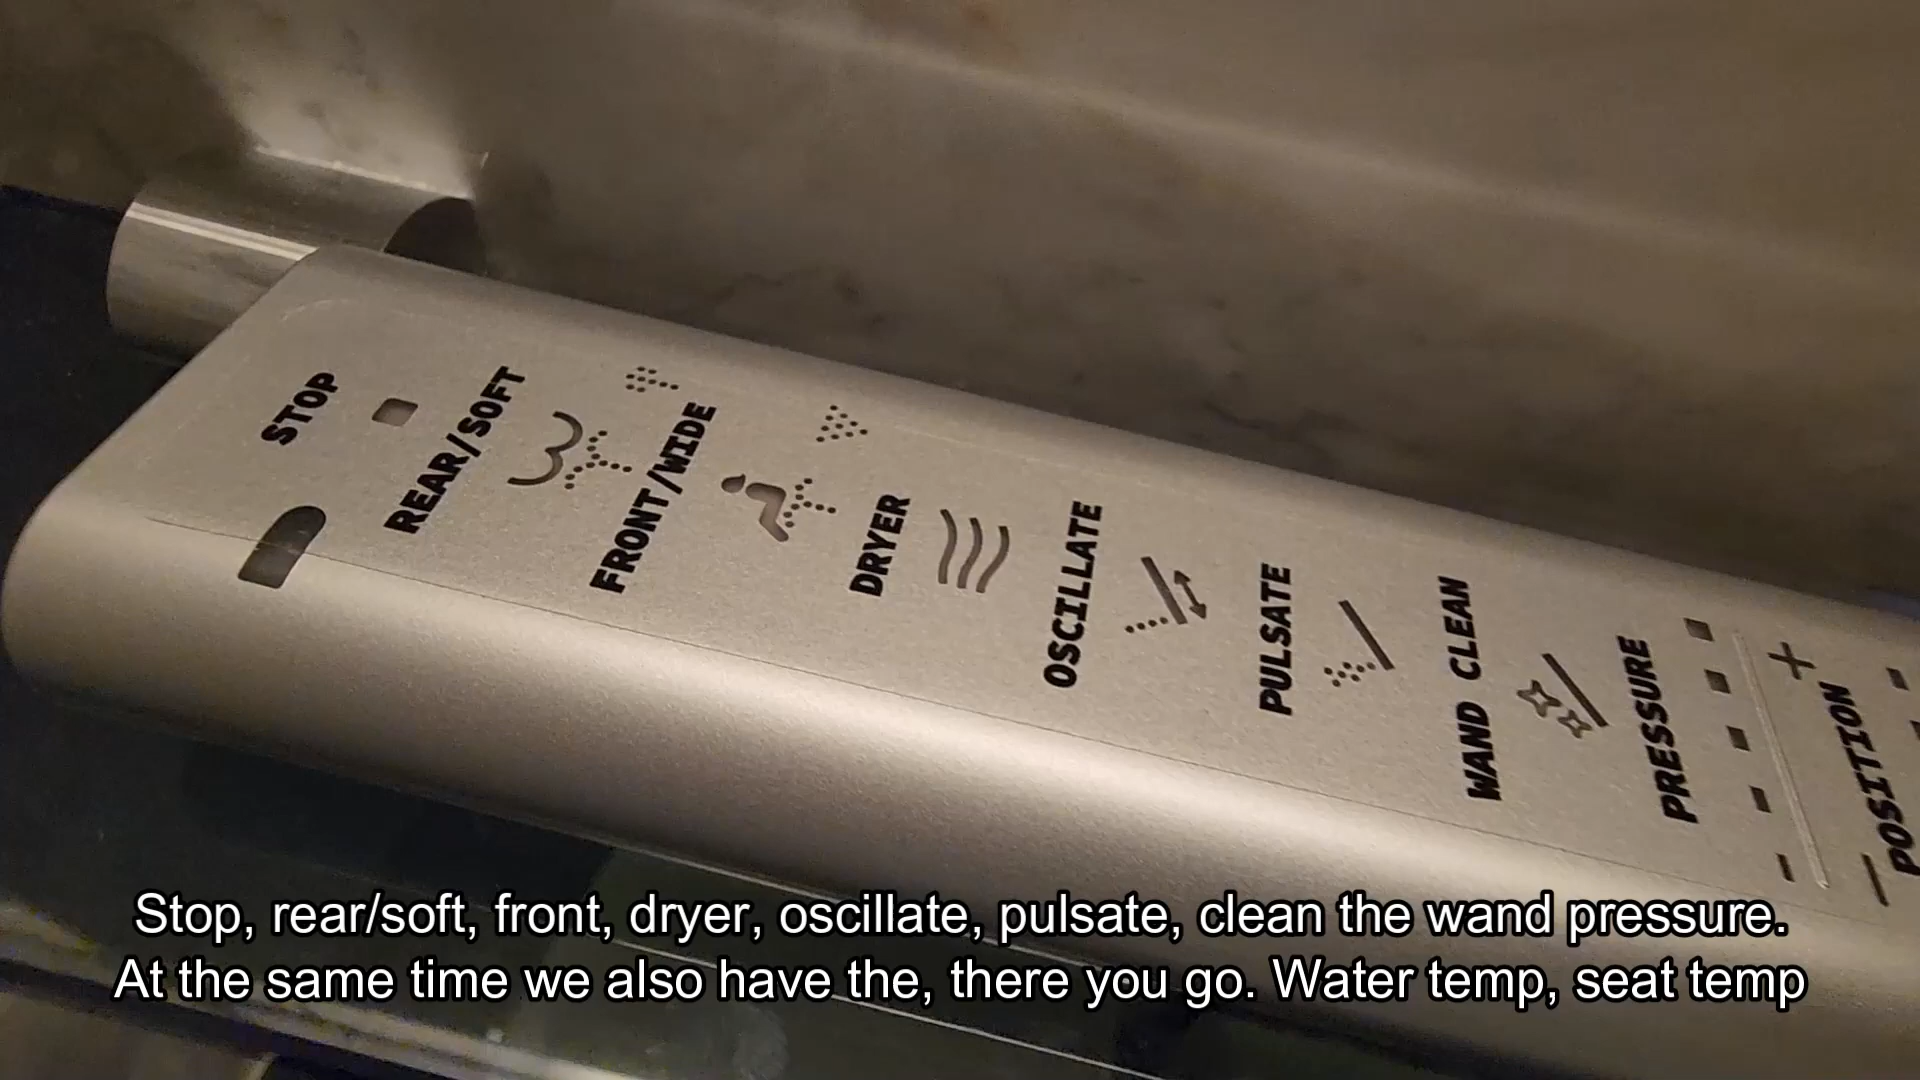 STOP
REAR/SOFT
FRONT/WIDE
DRYER
OSCILLATE
PULSATE
WAND CLEAN
PRESSURE
- +
POSITION
Stop, rear/soft, front, dryer, oscillate, pulsate, clean the wand pressure.
At the same time we also have the, there you go. Water temp, seat temp